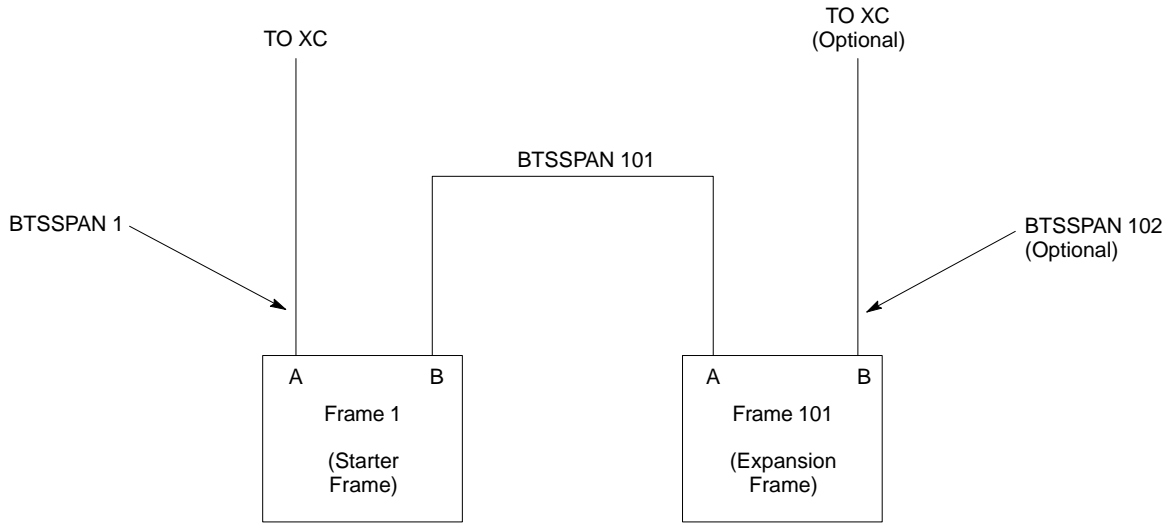 TO XC
TO XC
(Optional)
BTSSPAN 101
BTSSPAN 1
BTSSPAN 102
(Optional)
A
B
Frame 1
(Starter
Frame)
A
B
Frame 101
(Expansion
Frame)